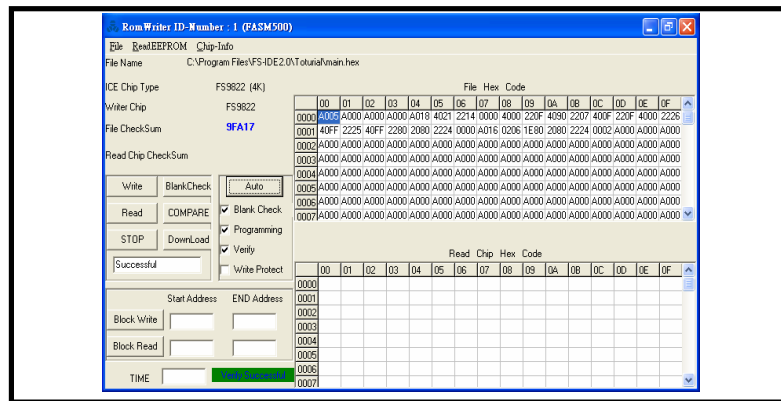 RomWriter ID-Number : 1 (FASM500)
File ReadEEPROM Chip-Info
File Name C:\Program Files\FS-IDE2.0\Toturial\main.hex
ICE Chip Type FS9822 (4K)
Writer Chip FS9822
File CheckSum 9FA17
Read Chip CheckSum
Write BlankCheck Auto
Read COMPARE Blank Check
Programming
STOP DownLoad Verify
Successful Write Protect
Start Address END Address
Block Write
Block Read
TIME Verify Successful
File Hex Code
00 01 02 03 04 05 06 07 08 09 0A 0B 0C 0D 0E 0F
0000 A005 A000 A000 A000 A018 4021 2214 0000 4000 220F 4090 2207 400F 220F 4000 2226
0001 40FF 2225 40FF 2280 2080 2224 0000 A016 0206 1E80 2080 2224 0002 A000 A000 A000
0002 A000 A000 A000 A000 A000 A000 A000 A000 A000 A000 A000 A000 A000 A000 A000 A000
0003 A000 A000 A000 A000 A000 A000 A000 A000 A000 A000 A000 A000 A000 A000 A000 A000
0004 A000 A000 A000 A000 A000 A000 A000 A000 A000 A000 A000 A000 A000 A000 A000 A000
0005 A000 A000 A000 A000 A000 A000 A000 A000 A000 A000 A000 A000 A000 A000 A000 A000
0006 A000 A000 A000 A000 A000 A000 A000 A000 A000 A000 A000 A000 A000 A000 A000 A000
0007 A000 A000 A000 A000 A000 A000 A000 A000 A000 A000 A000 A000 A000 A000 A000 A000
Read Chip Hex Code
00 01 02 03 04 05 06 07 08 09 0A 0B 0C 0D 0E 0F
0000
0001
0002
0003
0004
0005
0006
0007